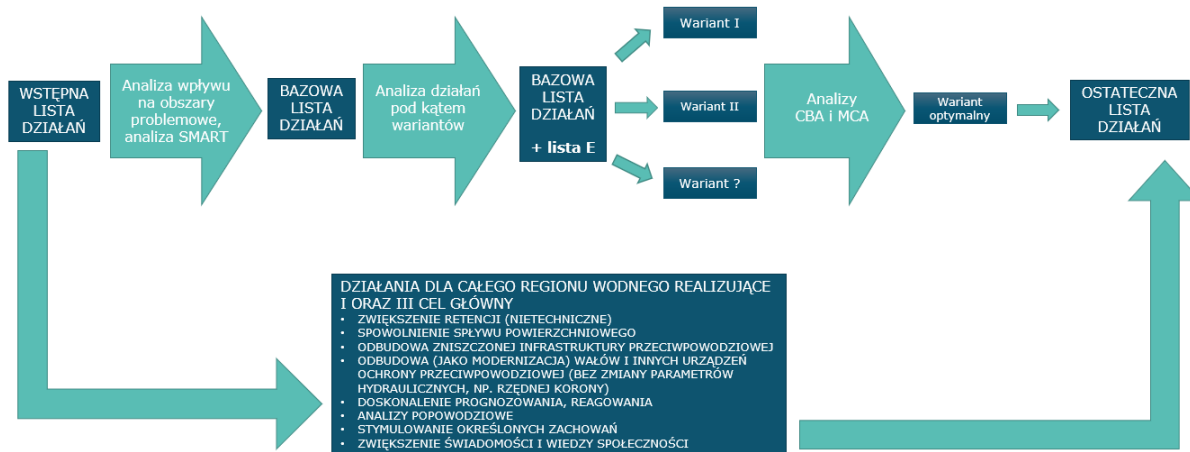 WSTĘPNA
LISTA
DZIAŁAŃ
Analiza wpływu
na obszary
problemowe,
analiza SMART
BAZOWA
LISTA
DZIAŁAŃ
Analiza działań
pod kątem
wariantów
BAZOWA
LISTA
DZIAŁAŃ
+ lista E
Wariant I
Wariant II
Wariant ?
Analizy
CBA i MCA
Wariant
optymalny
OSTATECZNA
LISTA
DZIAŁAŃ
DZIAŁANIA DLA CAŁEGO REGIONU WODNEGO REALIZUJĄCE
I ORAZ III CEL GŁÓWNY
• ZWIĘKSZENIE RETENCJI (NIETECHNICZNE)
• SPOWOLNIENIE SPŁYWU POWIERZCHNIOWEGO
• ODBUDOWA ZNISZCZONEJ INFRASTRUKTURY PRZECIWPOWODZIOWEJ
• ODBUDOWA (JAKO MODERNIZACJA) WAŁÓW I INNYCH URZĄDZEŃ
OCHRONY PRZECIWPOWODZIOWEJ (BEZ ZMIANY PARAMETRÓW
HYDRAULICZNYCH, NP. RZĘDNEJ KORONY)
• DOSKONALENIE PROGNOZOWANIA, REAGOWANIA
• ANALIZY POPOWODZIOWE
• STYMULOWANIE OKREŚLONYCH ZACHOWAŃ
• ZWIĘKSZENIE ŚWIADOMOŚCI I WIEDZY SPOŁECZNOŚCI